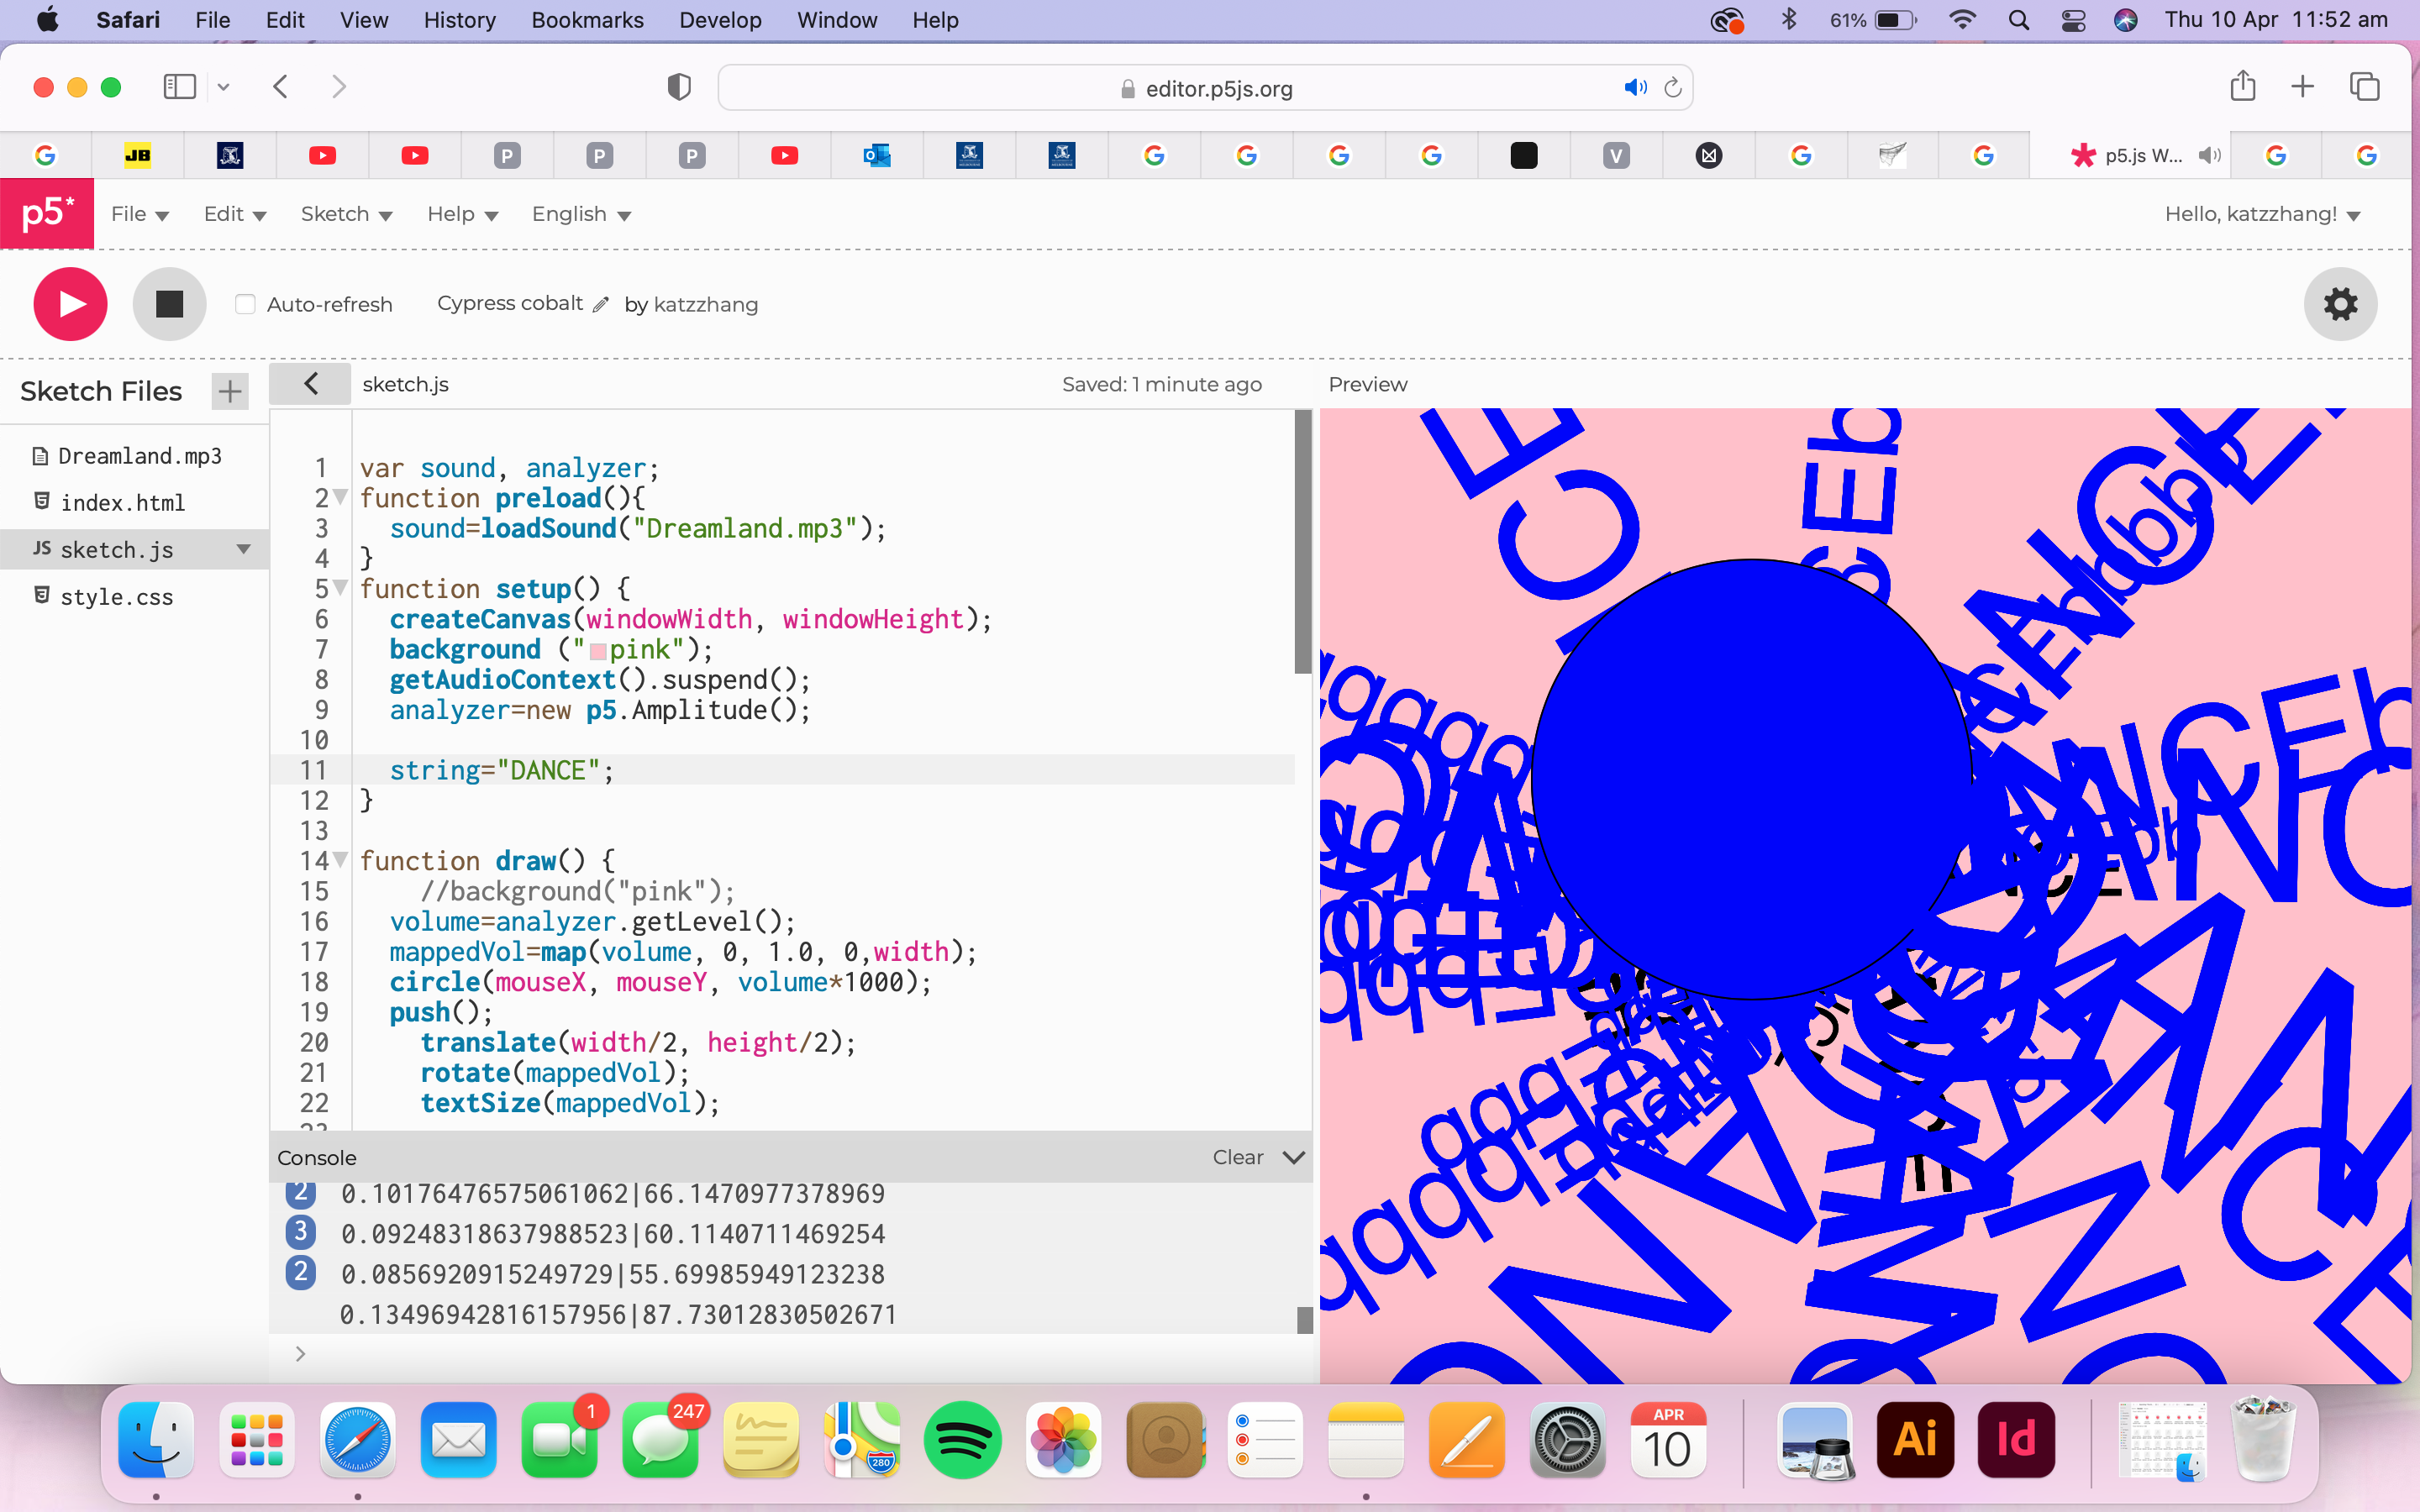 Safari File Edit View History Bookmarks Develop Window Help 61% Thu 10 Apr 11:52 am
editor.p5js.org
JB P P P V p5.js W...
p5* File Edit Sketch Help English Hello, katzzhang!
Auto-refresh Cypress cobalt by katzzhang
Sketch Files + sketch.js Saved: 1 minute ago Preview
Dreamland.mp3
index.html
JS sketch.js
style.css
1 var sound, analyzer;
2 function preload(){
3 sound=loadSound("Dreamland.mp3");
4 }
5 function setup() {
6 createCanvas(windowWidth, windowHeight);
7 background ("pink");
8 getAudioContext().suspend();
9 analyzer=new p5.Amplitude();
10
11 string="DANCE";
12 }
13
14 function draw() {
15 //background("pink");
16 volume=analyzer.getLevel();
17 mappedVol=map(volume, 0, 1.0, 0,width);
18 circle(mouseX, mouseY, volume*1000);
19 push();
20 translate(width/2, height/2);
21 rotate(mappedVol);
22 textSize(mappedVol);
Console Clear
2 0.10176476575061062|66.1470977378969
3 0.09248318637988523|60.1140711469254
2 0.0856920915249729|55.69985949123238
0.13496942816157956|87.73012830502671
>
1 247 280 APR 10 Ai Id